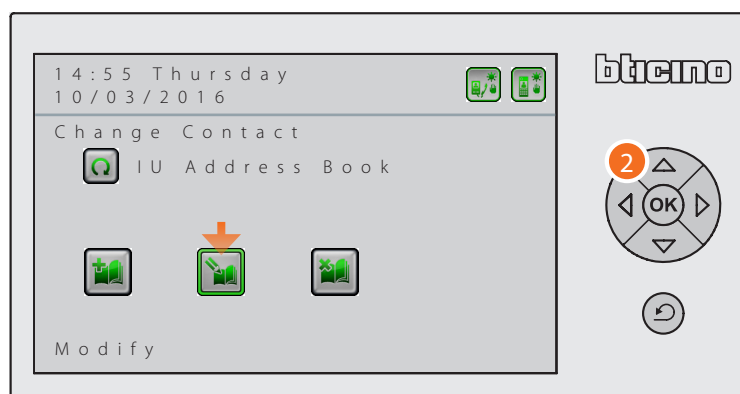 14:55 Thursday
10/03/2016
bticino
Change Contact
IU Address Book
2
OK
Modify